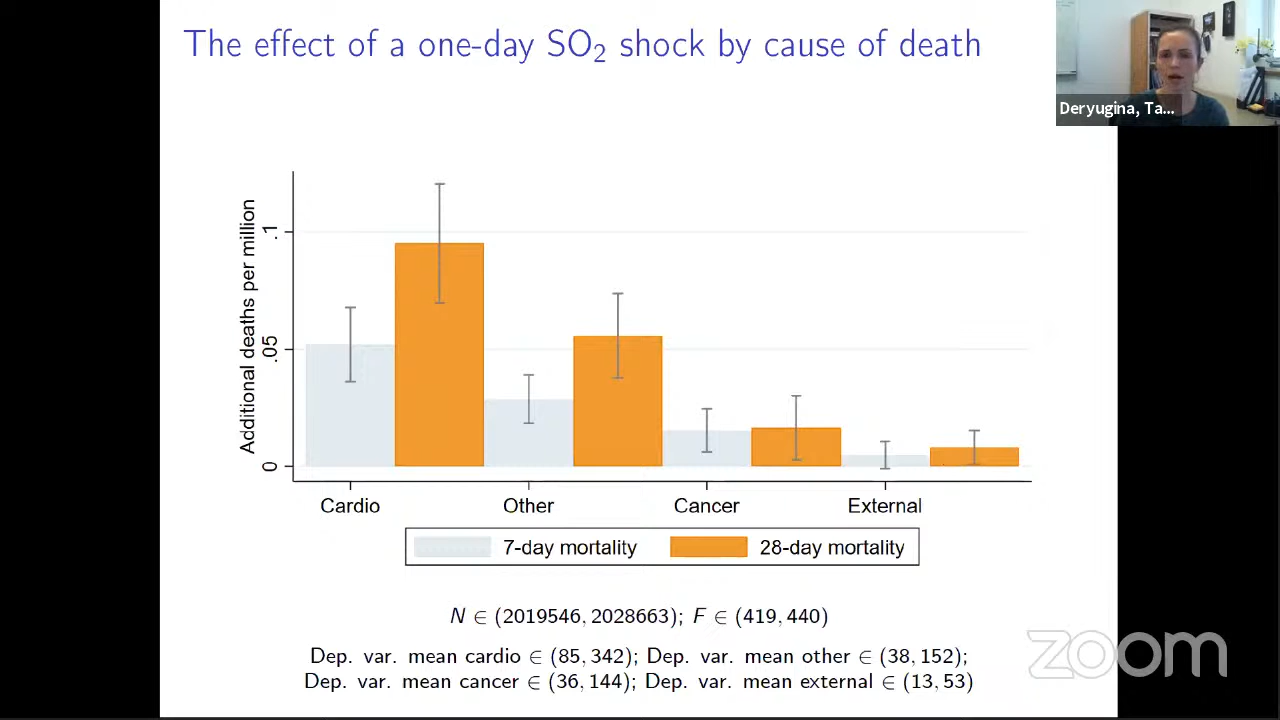 The effect of a one-day SO₂ shock by cause of death
Deryugina, Ta...
Additional deaths per million
.1
.05
0
Cardio
Other
Cancer
External
7-day mortality
28-day mortality
N ∈ (2019546, 2028663); F ∈ (419, 440)
Dep. var. mean cardio ∈ (85, 342); Dep. var. mean other ∈ (38, 152);
Dep. var. mean cancer ∈ (36, 144); Dep. var. mean external ∈ (13, 53)
zoom